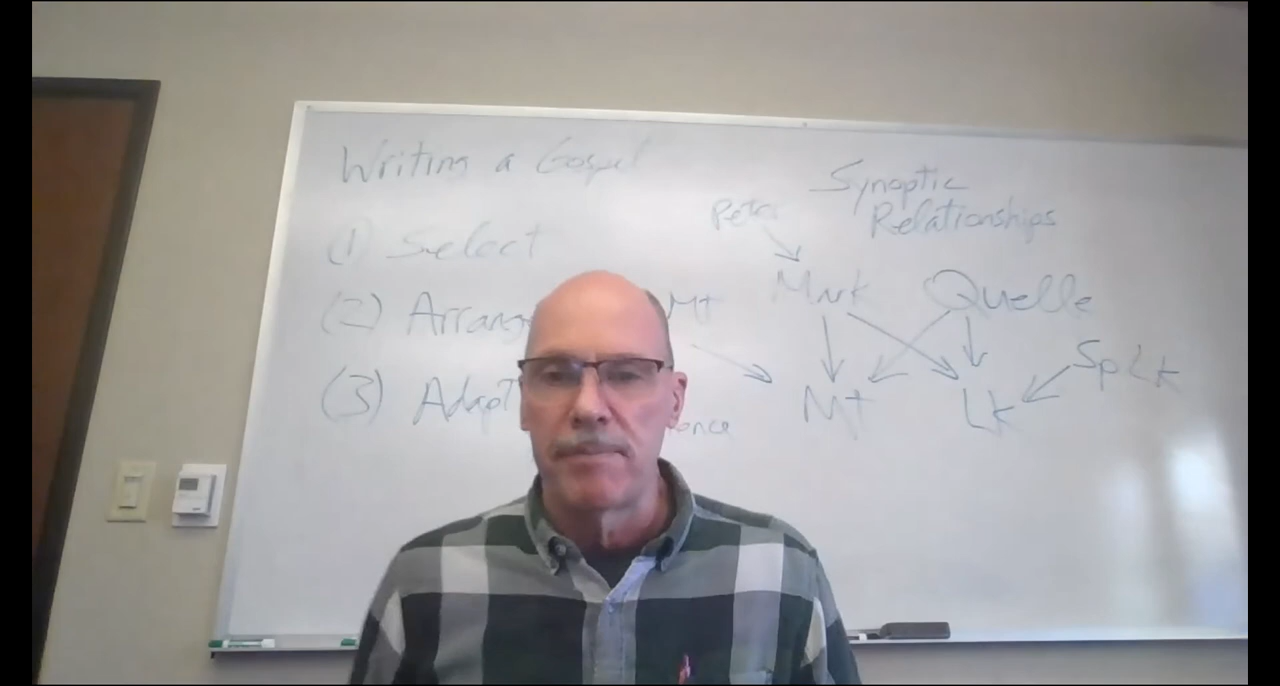 Writing a Gospel
(1) Select
(2) Arrang
(3) Adapt
ence
Synoptic
Relationships
Peter
Mark
Quelle
Mt
Sp Lk
Mt
Lk